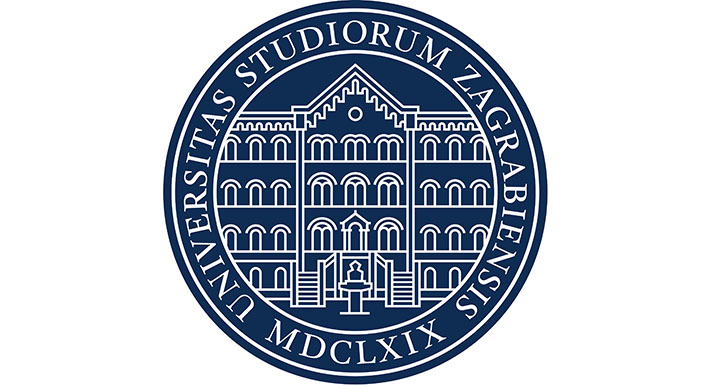 UNIVERSITAS STUDIORUM ZAGRABIENSIS
MDCLXIX